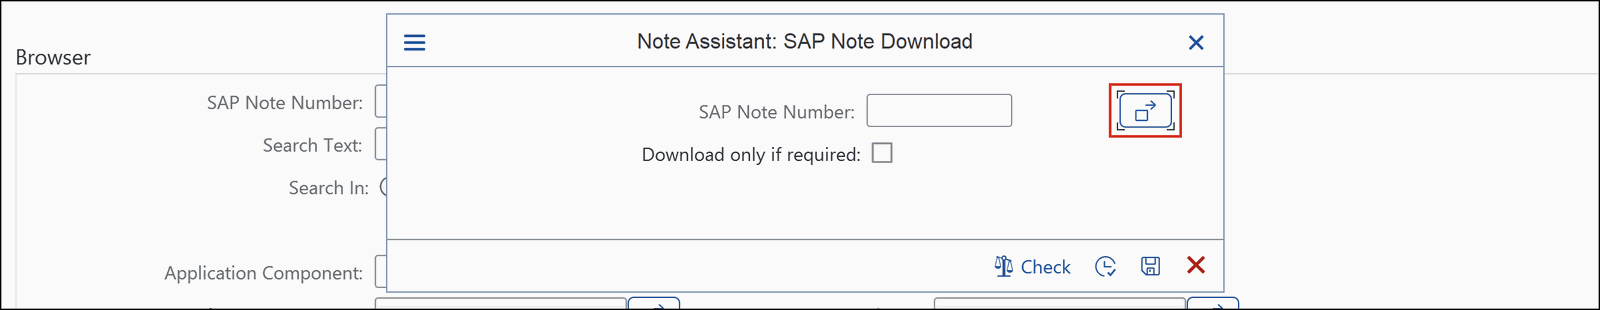 Note Assistant: SAP Note Download
Browser
SAP Note Number:
SAP Note Number:
Search Text:
Download only if required:
Search In:
Application Component:
Check